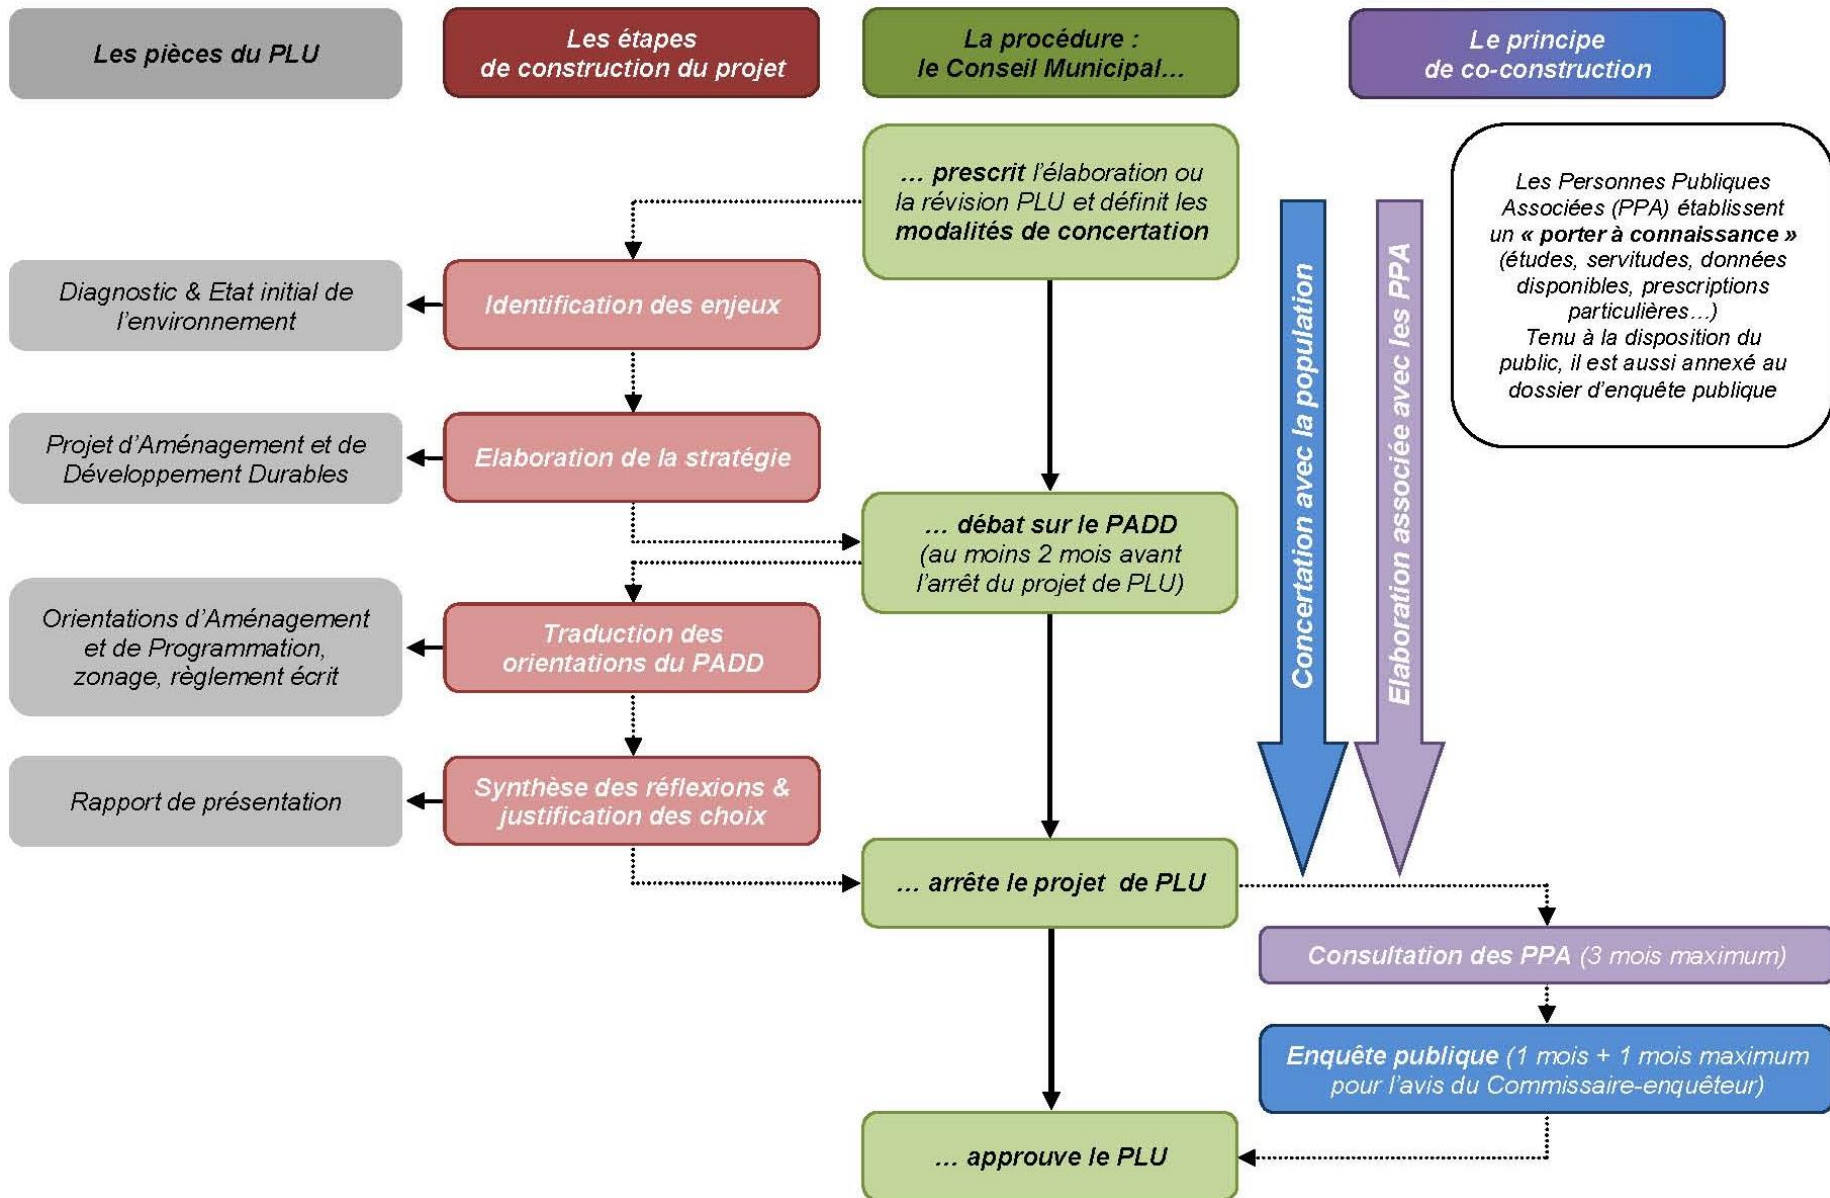 Les pièces du PLU
Les étapes
de construction du projet
La procédure :
le Conseil Municipal…
Le principe
de co-construction
… prescrit l’élaboration ou
la révision PLU et définit les
modalités de concertation
Les Personnes Publiques
Associées (PPA) établissent
un « porter à connaissance »
(études, servitudes, données
disponibles, prescriptions
particulières…)
Tenu à la disposition du
public, il est aussi annexé au
dossier d’enquête publique
Concertation avec la population
Elaboration associée avec les PPA
Diagnostic & Etat initial de
l’environnement
Identification des enjeux
Projet d’Aménagement et de
Développement Durables
Elaboration de la stratégie
… débat sur le PADD
(au moins 2 mois avant
l’arrêt du projet de PLU)
Orientations d’Aménagement
et de Programmation,
zonage, règlement écrit
Traduction des
orientations du PADD
Rapport de présentation
Synthèse des réflexions &
justification des choix
… arrête le projet de PLU
Consultation des PPA (3 mois maximum)
Enquête publique (1 mois + 1 mois maximum
pour l’avis du Commissaire-enquêteur)
… approuve le PLU